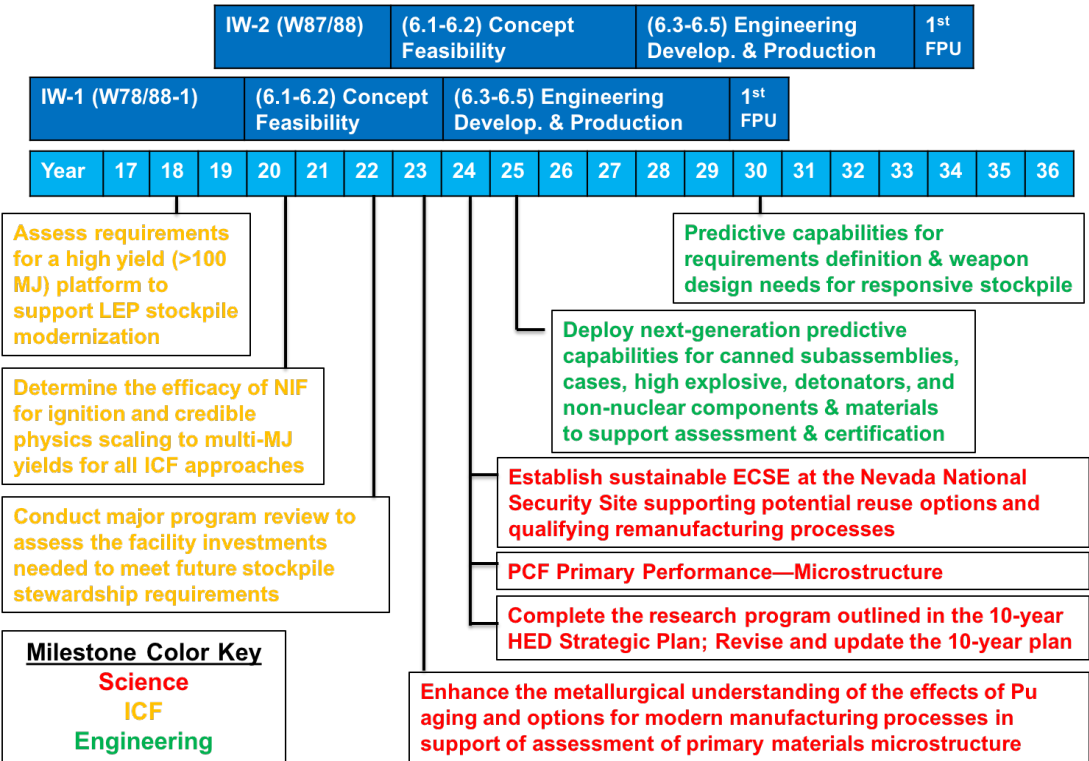 IW-2 (W87/88)
(6.1-6.2) Concept
Feasibility
(6.3-6.5) Engineering
Develop. & Production
1st
FPU
IW-1 (W78/88-1)
(6.1-6.2) Concept
Feasibility
(6.3-6.5) Engineering
Develop. & Production
1st
FPU
Year 17 18 19 20 21 22 23 24 25 26 27 28 29 30 31 32 33 34 35 36
Assess requirements
for a high yield (>100
MJ) platform to
support LEP stockpile
modernization
Predictive capabilities for
requirements definition & weapon
design needs for responsive stockpile
Deploy next-generation predictive
capabilities for canned subassemblies,
cases, high explosive, detonators, and
non-nuclear components & materials
to support assessment & certification
Determine the efficacy of NIF
for ignition and credible
physics scaling to multi-MJ
yields for all ICF approaches
Establish sustainable ECSE at the Nevada National
Security Site supporting potential reuse options and
qualifying remanufacturing processes
Conduct major program review to
assess the facility investments
needed to meet future stockpile
stewardship requirements
PCF Primary Performance—Microstructure
Complete the research program outlined in the 10-year
HED Strategic Plan; Revise and update the 10-year plan
Milestone Color Key
Science
ICF
Engineering
Enhance the metallurgical understanding of the effects of Pu
aging and options for modern manufacturing processes in
support of assessment of primary materials microstructure